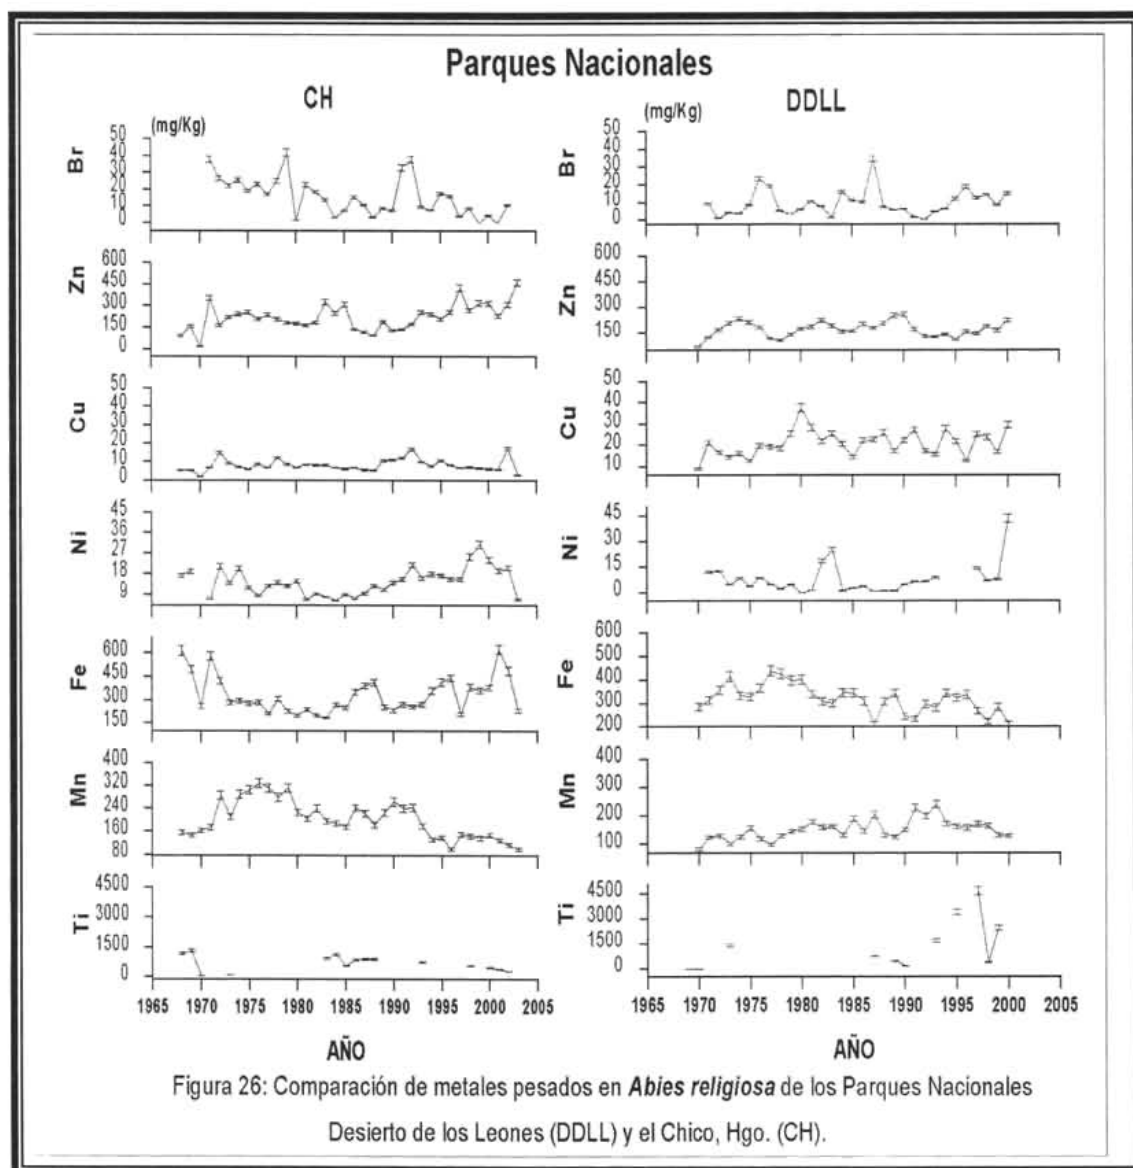 Parques Nacionales
CH DDLL
(mg/Kg)
Br 50 40 30 20 10 0
Br 50 40 30 20 10 0
Zn 600 450 300 150 0
Zn 600 300 150
Cu 50 40 30 20 10 0
Cu 50 40 30 20 10
Ni 45 36 27 18 9
Ni 45 30 15 0
Fe 600 450 300 150
Fe 600 500 400 300 200
Mn 400 320 240 160 80
Mn 400 300 200 100
Ti 4500 3000 1500 0
Ti 4500 3000 1500 0
1965 1970 1975 1980 1985 1990 1995 2000 2005
1965 1970 1975 1980 1985 1990 1995 2000 2005
AÑO AÑO
Figura 26: Comparación de metales pesados en Abies religiosa de los Parques Nacionales
Desierto de los Leones (DDLL) y el Chico, Hgo. (CH).